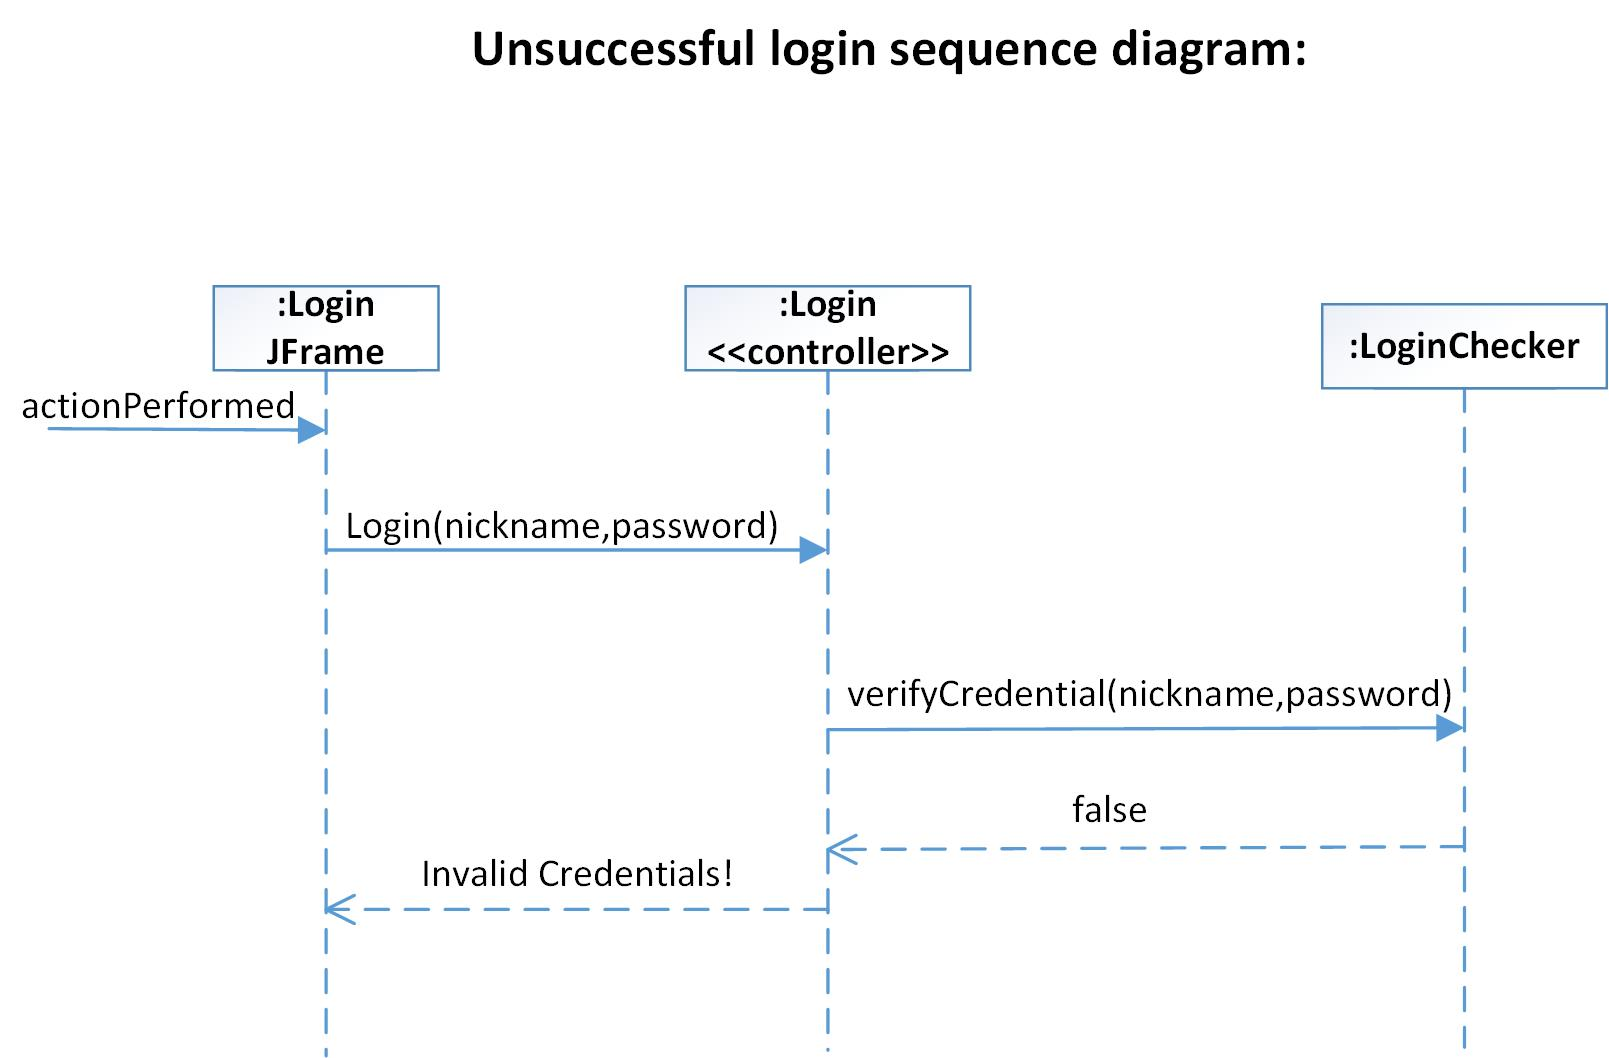 Unsuccessful login sequence diagram:
:Login
JFrame
:Login
<<controller>>
:LoginChecker
actionPerformed
Login(nickname,password)
verifyCredential(nickname,password)
false
Invalid Credentials!